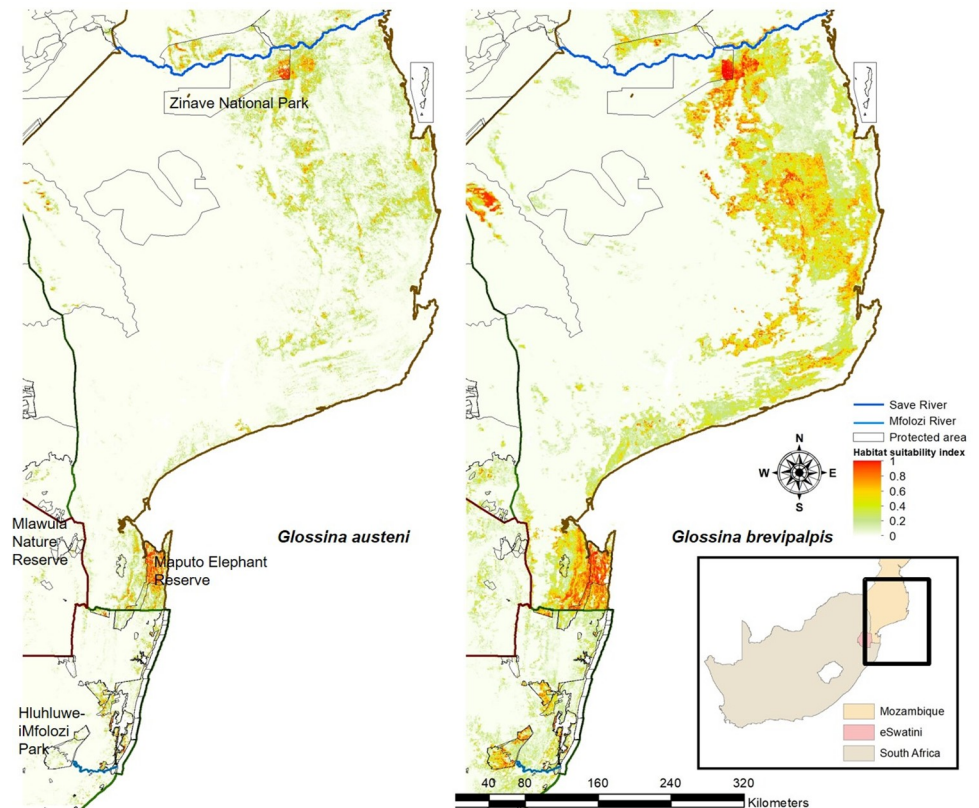 Zinave National Park
Save River
Mfolozi River
Protected area
Habitat suitability index
1
0.8
0.6
0.4
0.2
0
N
W
E
S
Glossina austeni
Glossina brevipalpis
Mlawula
Nature
Reserve
Maputo Elephant
Reserve
Hluhluwe-
iMfolozi
Park
Mozambique
eSwatini
South Africa
40 80 160 240 320
Kilometers